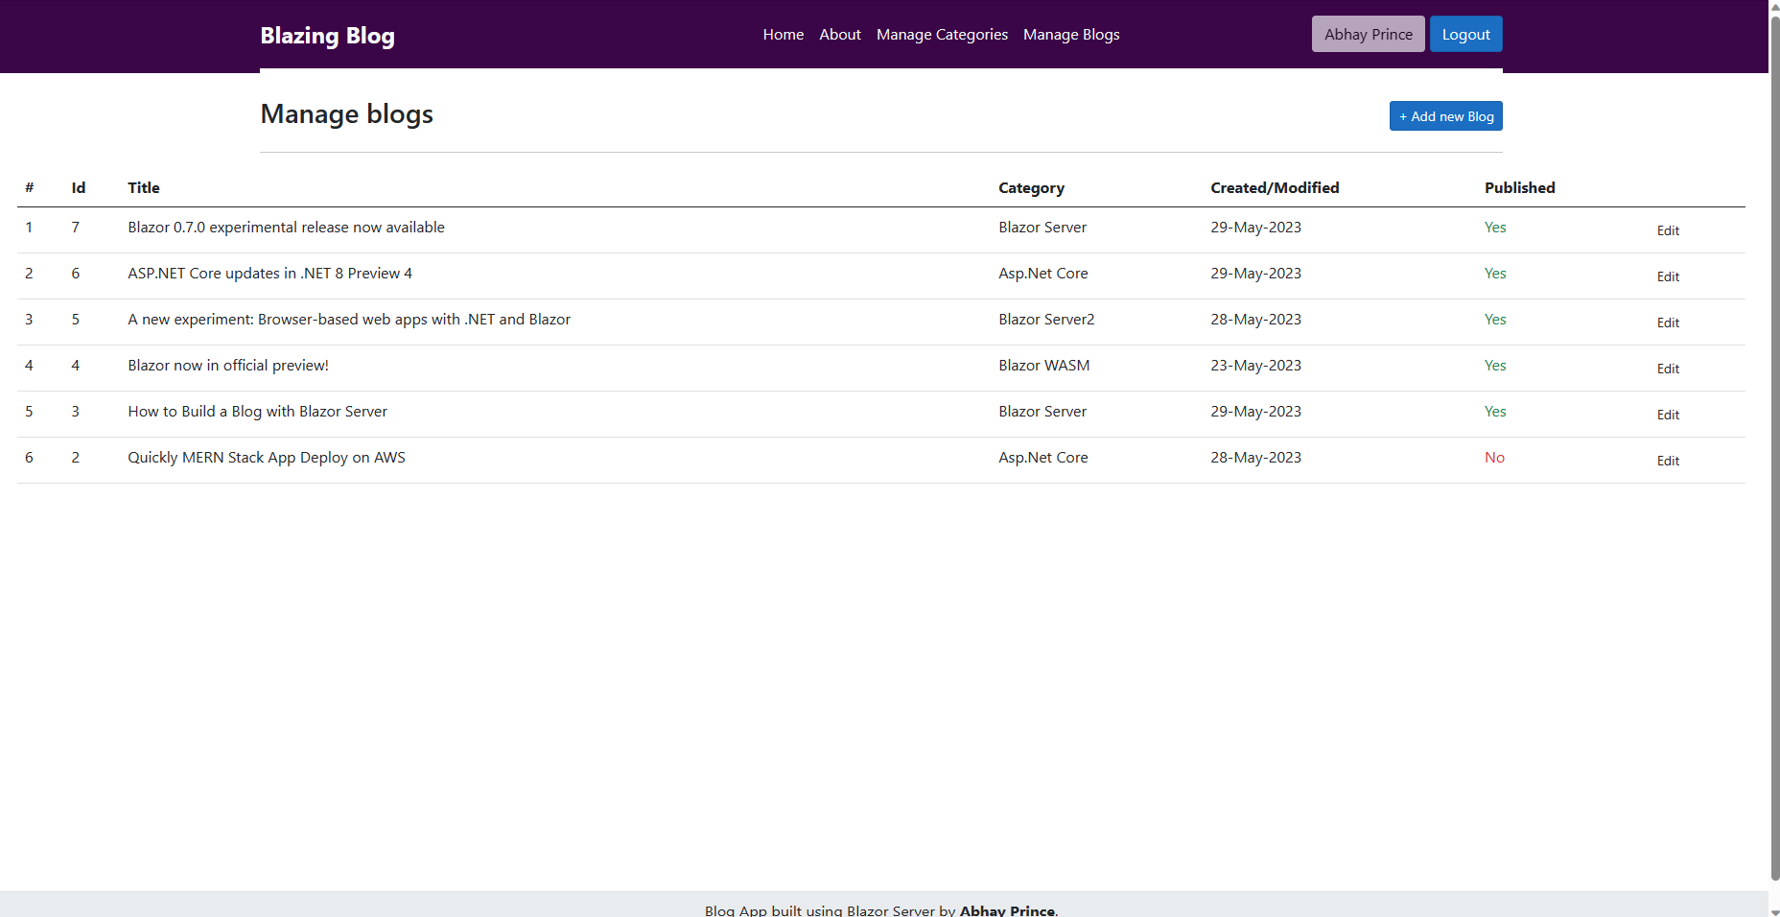 Blazing Blog Home About Manage Categories Manage Blogs Abhay Prince Logout
Manage blogs + Add new Blog
# Id Title Category Created/Modified Published
1 7 Blazor 0.7.0 experimental release now available Blazor Server 29-May-2023 Yes Edit
2 6 ASP.NET Core updates in .NET 8 Preview 4 Asp.Net Core 29-May-2023 Yes Edit
3 5 A new experiment: Browser-based web apps with .NET and Blazor Blazor Server2 28-May-2023 Yes Edit
4 4 Blazor now in official preview! Blazor WASM 23-May-2023 Yes Edit
5 3 How to Build a Blog with Blazor Server Blazor Server 29-May-2023 Yes Edit
6 2 Quickly MERN Stack App Deploy on AWS Asp.Net Core 28-May-2023 No Edit
Blog App built using Blazor Server by Abhay Prince.